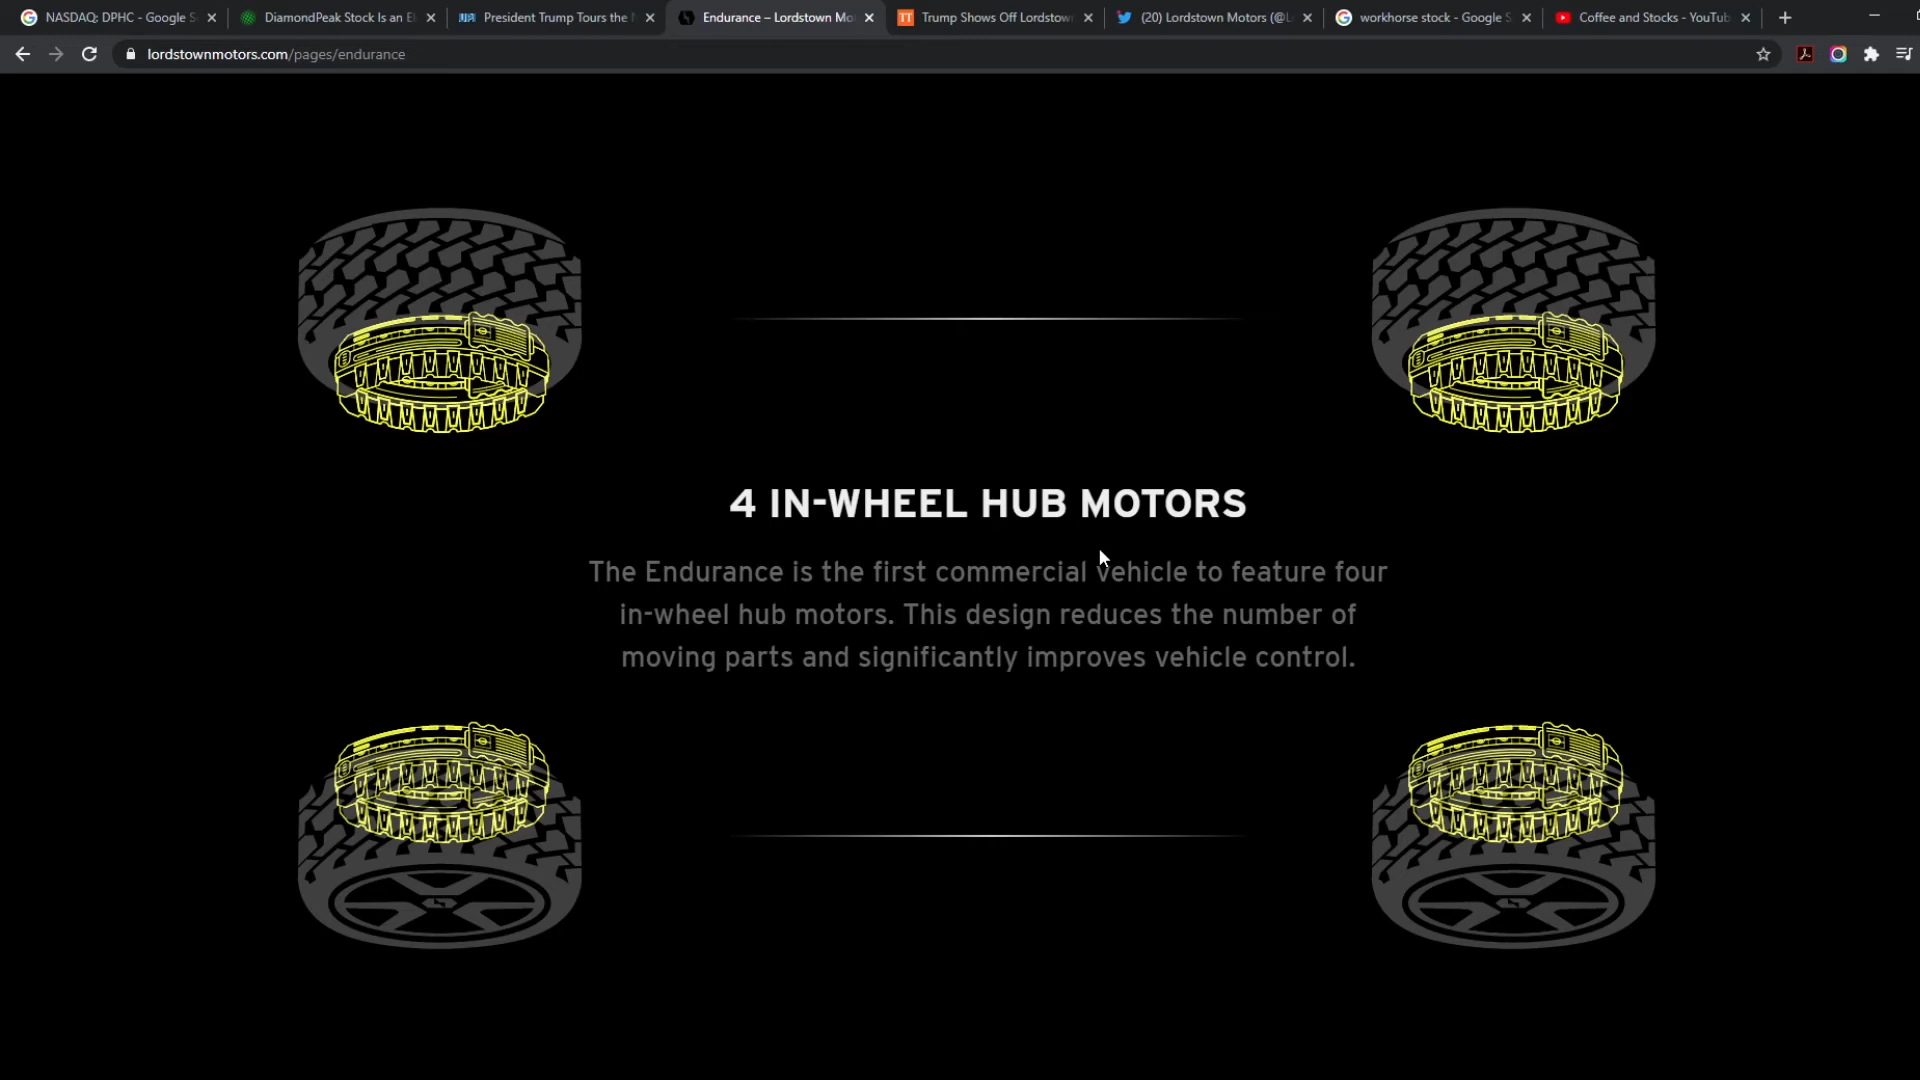 NASDAQ: DPHC - Google S
DiamondPeak Stock Is an El
President Trump Tours the
Endurance – Lordstown Mo
TT
Trump Shows Off Lordstown
(20) Lordstown Motors (@L
workhorse stock - Google S
Coffee and Stocks - YouTub
lordstownmotors.com/pages/endurance
4 IN-WHEEL HUB MOTORS
The Endurance is the first commercial vehicle to feature four
in-wheel hub motors. This design reduces the number of
moving parts and significantly improves vehicle control.